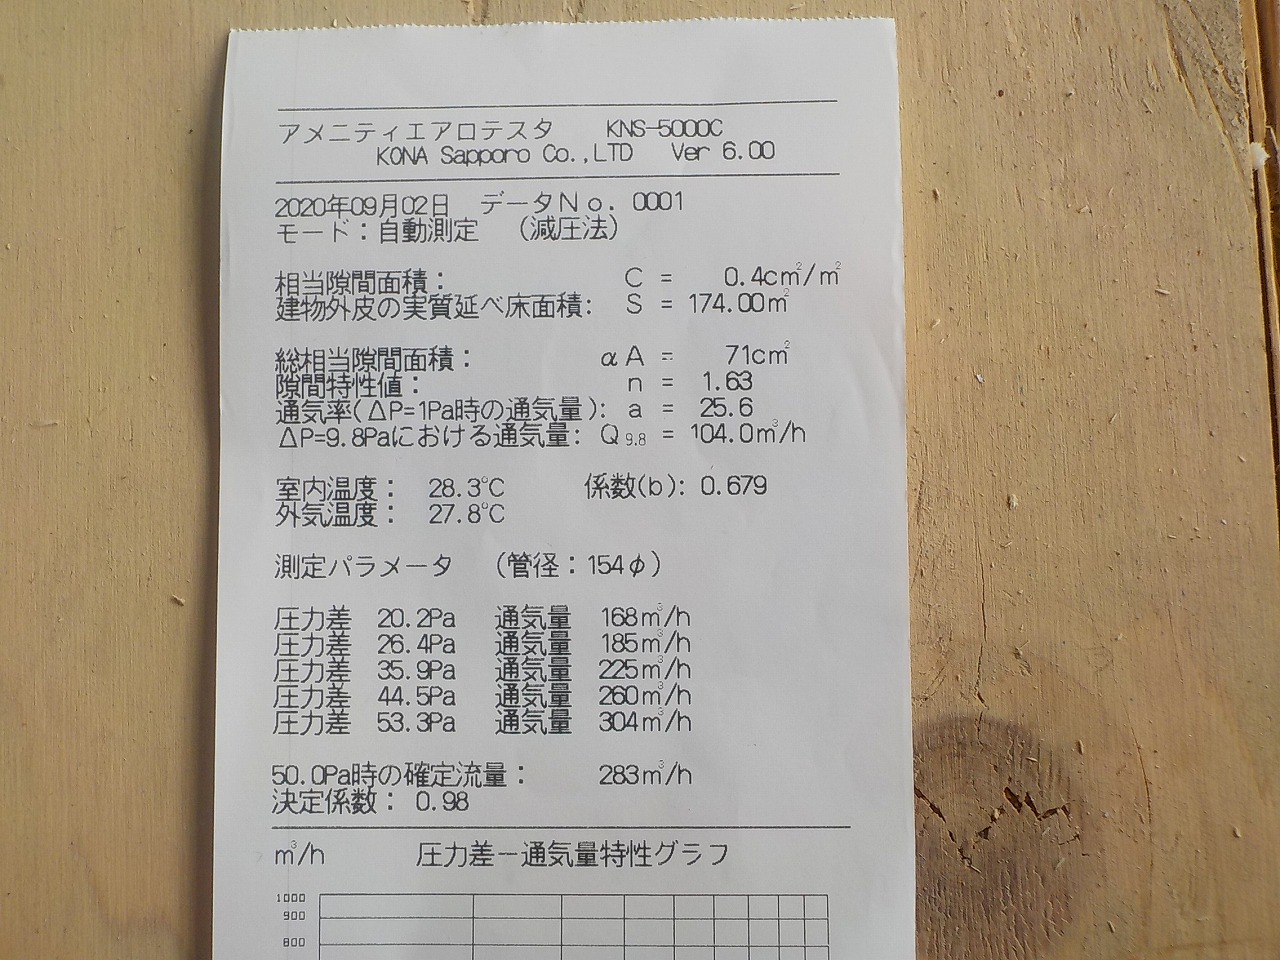 アメニティエアロテスタ KNS-5000C
KONA Sapporo Co.,LTD Ver 6.00
2020年09月02日 データNo. 0001
モード:自動測定 (減圧法)
相当隙間面積: C = 0.4cm²/m²
建物外皮の実質延べ床面積: S = 174.00m²
総相当隙間面積: αA = 71cm²
隙間特性値: n = 1.63
通気率(ΔP=1Pa時の通気量): a = 25.6
ΔP=9.8Paにおける通気量: Q9.8 = 104.0m³/h
室内温度: 28.3℃ 係数(b): 0.679
外気温度: 27.8℃
測定パラメータ (管径:154φ)
圧力差 20.2Pa 通気量 168m³/h
圧力差 26.4Pa 通気量 185m³/h
圧力差 35.9Pa 通気量 225m³/h
圧力差 44.5Pa 通気量 260m³/h
圧力差 53.3Pa 通気量 304m³/h
50.0Pa時の確定流量: 283m³/h
決定係数: 0.98
m³/h 圧力差−通気量特性グラフ
1000
900
800